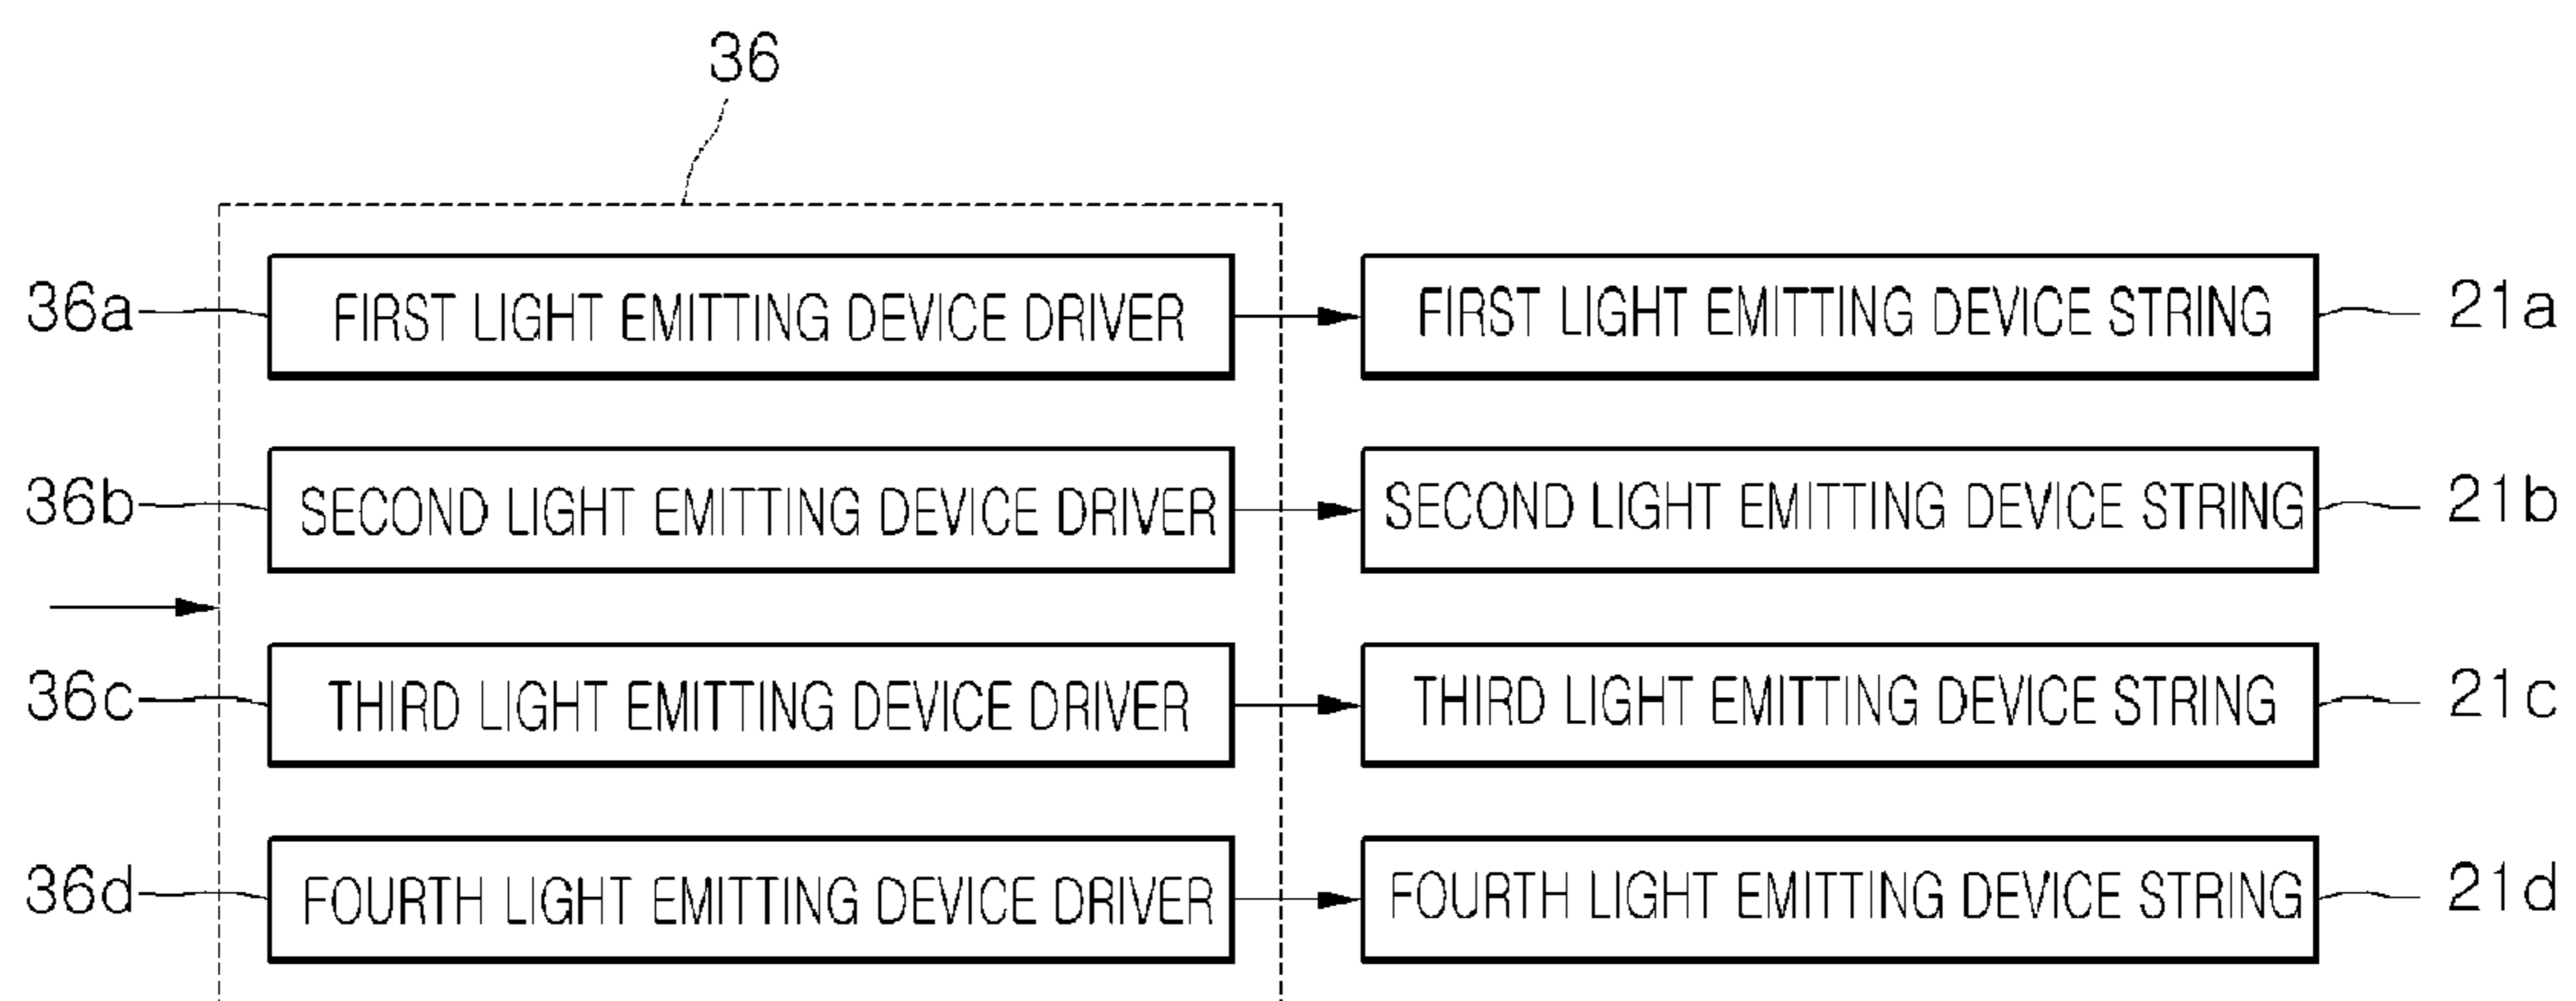 36
36a FIRST LIGHT EMITTING DEVICE DRIVER FIRST LIGHT EMITTING DEVICE STRING 21a
36b SECOND LIGHT EMITTING DEVICE DRIVER SECOND LIGHT EMITTING DEVICE STRING 21b
36c THIRD LIGHT EMITTING DEVICE DRIVER THIRD LIGHT EMITTING DEVICE STRING 21c
36d FOURTH LIGHT EMITTING DEVICE DRIVER FOURTH LIGHT EMITTING DEVICE STRING 21d